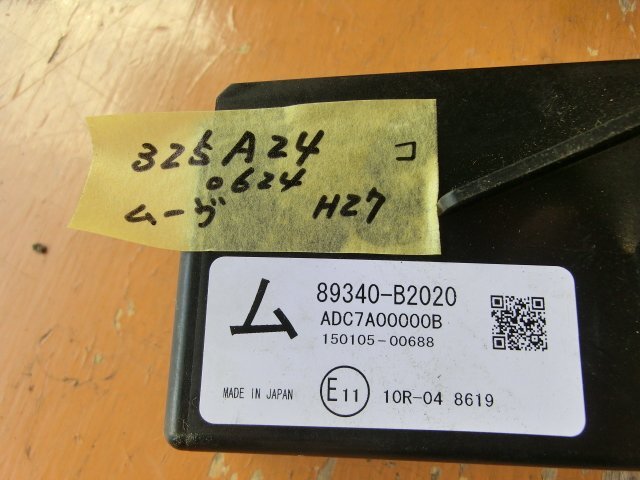 325A24 コ
0624
ムーヴ H27
ム
89340-B2020
ADC7A00000B
150105-00688
MADE IN JAPAN
E11
10R-04 8619